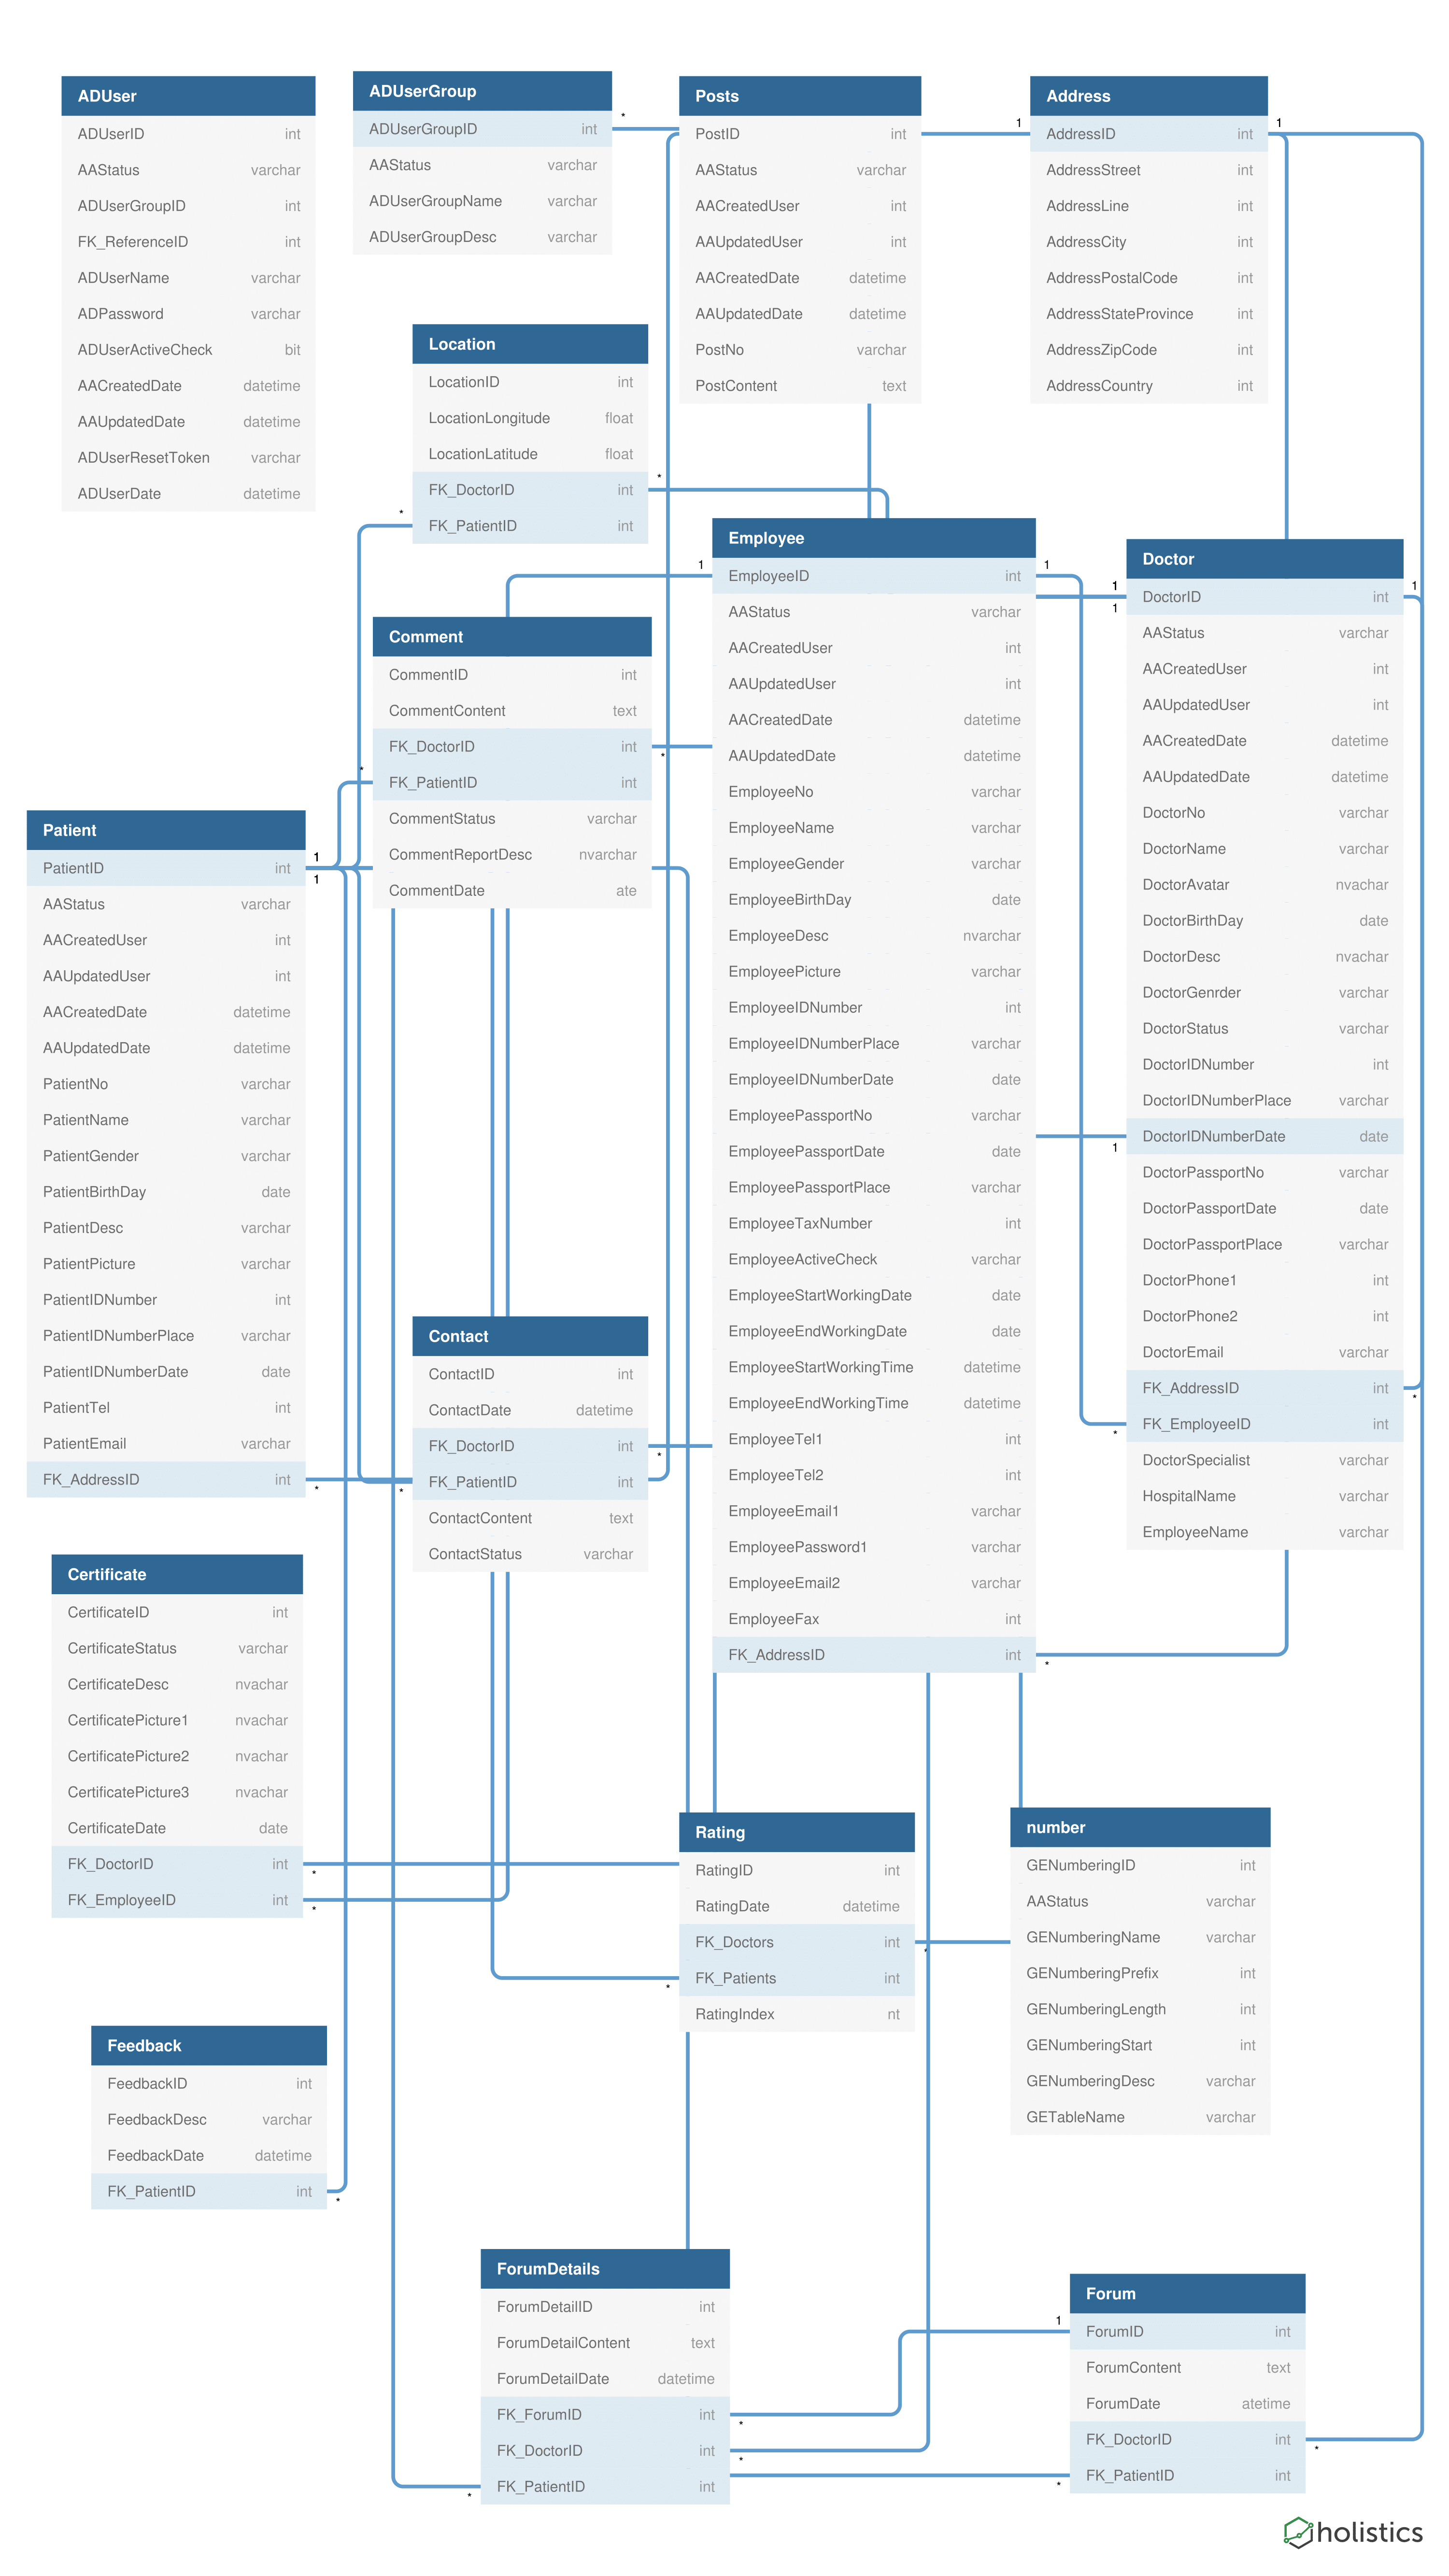 ADUser
ADUserID int
AAStatus varchar
ADUserGroupID int
FK_ReferenceID int
ADUserName varchar
ADPassword varchar
ADUserActiveCheck bit
AACreatedDate datetime
AAUpdatedDate datetime
ADUserResetToken varchar
ADUserDate datetime
ADUserGroup
ADUserGroupID int
AAStatus varchar
ADUserGroupName varchar
ADUserGroupDesc varchar
*
Posts
PostID int
AAStatus varchar
AACreatedUser int
AAUpdatedUser int
AACreatedDate datetime
AAUpdatedDate datetime
PostNo varchar
PostContent text
1
Address
AddressID int
AddressStreet int
AddressLine int
AddressCity int
AddressPostalCode int
AddressStateProvince int
AddressZipCode int
AddressCountry int
1
Location
LocationID int
LocationLongitude float
LocationLatitude float
FK_DoctorID int
FK_PatientID int
*
*
Employee
1
1
EmployeeID int
AAStatus varchar
AACreatedUser int
AAUpdatedUser int
AACreatedDate datetime
AAUpdatedDate datetime
EmployeeNo varchar
EmployeeName varchar
EmployeeGender varchar
EmployeeBirthDay date
EmployeeDesc nvarchar
EmployeePicture varchar
EmployeeIDNumber int
EmployeeIDNumberPlace varchar
EmployeeIDNumberDate date
EmployeePassportNo varchar
EmployeePassportDate date
EmployeePassportPlace varchar
EmployeeTaxNumber int
EmployeeActiveCheck varchar
EmployeeStartWorkingDate date
EmployeeEndWorkingDate date
EmployeeStartWorkingTime datetime
EmployeeEndWorkingTime datetime
EmployeeTel1 int
EmployeeTel2 int
EmployeeEmail1 varchar
EmployeePassword1 varchar
EmployeeEmail2 varchar
EmployeeFax int
FK_AddressID int
*
Doctor
1
1
1
DoctorID int
AAStatus varchar
AACreatedUser int
AAUpdatedUser int
AACreatedDate datetime
AAUpdatedDate datetime
DoctorNo varchar
DoctorName varchar
DoctorAvatar nvachar
DoctorBirthDay date
DoctorDesc nvachar
DoctorGenrder varchar
DoctorStatus varchar
DoctorIDNumber int
DoctorIDNumberPlace varchar
DoctorIDNumberDate date
1
DoctorPassportNo varchar
DoctorPassportDate date
DoctorPassportPlace varchar
DoctorPhone1 int
DoctorPhone2 int
DoctorEmail varchar
FK_AddressID int
*
FK_EmployeeID int
*
DoctorSpecialist varchar
HospitalName varchar
EmployeeName varchar
Comment
CommentID int
CommentContent text
FK_DoctorID int
*
*
FK_PatientID int
CommentStatus varchar
CommentReportDesc nvarchar
CommentDate ate
Patient
1
1
PatientID int
AAStatus varchar
AACreatedUser int
AAUpdatedUser int
AACreatedDate datetime
AAUpdatedDate datetime
PatientNo varchar
PatientName varchar
PatientGender varchar
PatientBirthDay date
PatientDesc varchar
PatientPicture varchar
PatientIDNumber int
PatientIDNumberPlace varchar
PatientIDNumberDate date
PatientTel int
PatientEmail varchar
FK_AddressID int
*
Contact
ContactID int
ContactDate datetime
FK_DoctorID int
*
FK_PatientID int
*
ContactContent text
ContactStatus varchar
Certificate
CertificateID int
CertificateStatus varchar
CertificateDesc nvachar
CertificatePicture1 nvachar
CertificatePicture2 nvachar
CertificatePicture3 nvachar
CertificateDate date
FK_DoctorID int
*
FK_EmployeeID int
*
Rating
RatingID int
RatingDate datetime
FK_Doctors int
*
FK_Patients int
*
RatingIndex nt
number
GENumberingID int
AAStatus varchar
GENumberingName varchar
GENumberingPrefix int
GENumberingLength int
GENumberingStart int
GENumberingDesc varchar
GETableName varchar
Feedback
FeedbackID int
FeedbackDesc varchar
FeedbackDate datetime
FK_PatientID int
*
ForumDetails
ForumDetailID int
ForumDetailContent text
ForumDetailDate datetime
FK_ForumID int
*
FK_DoctorID int
*
FK_PatientID int
*
Forum
1
ForumID int
ForumContent text
ForumDate atetime
FK_DoctorID int
*
FK_PatientID int
*
holistics